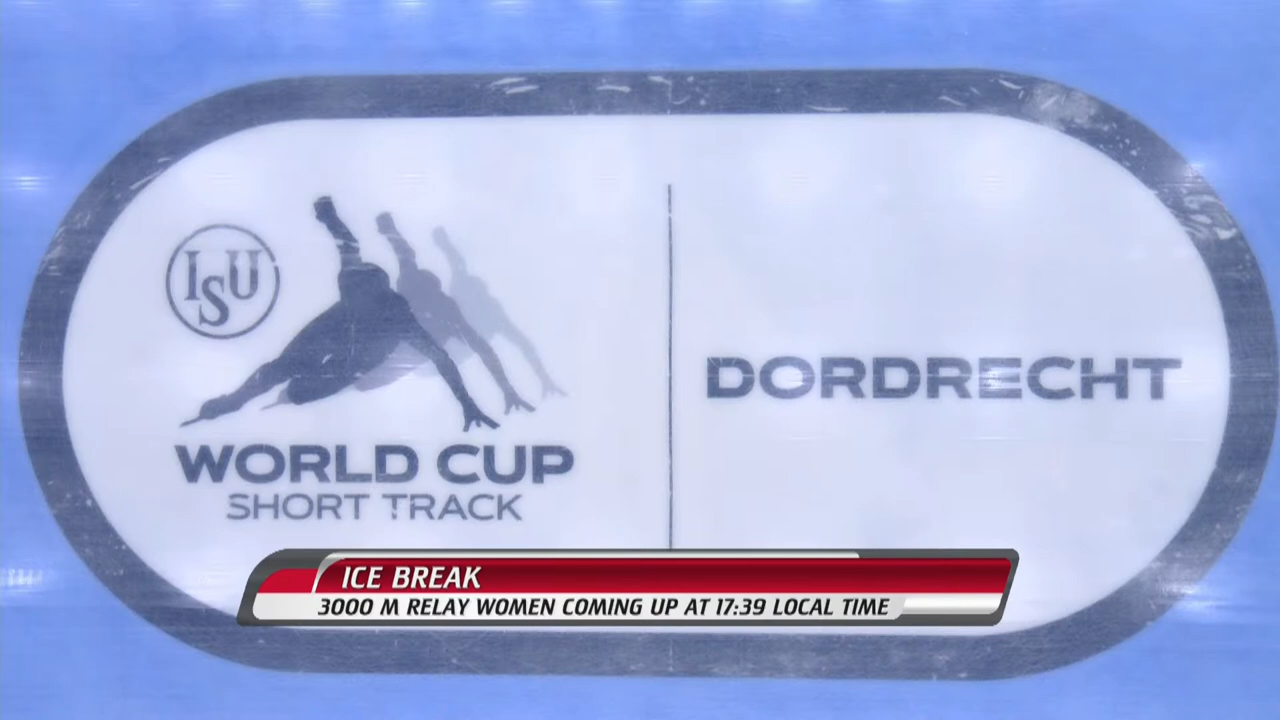 ISU
WORLD CUP
SHORT TRACK
DORDRECHT
ICE BREAK
3000 M RELAY WOMEN COMING UP AT 17:39 LOCAL TIME